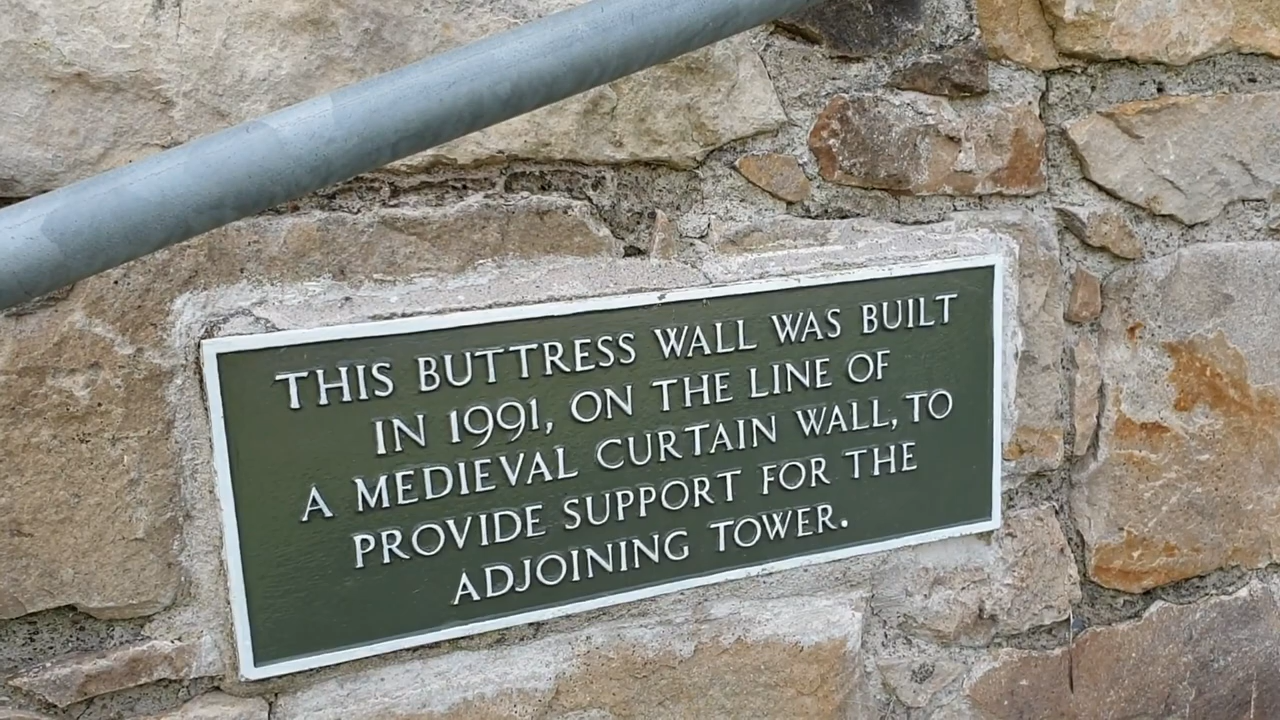 THIS BUTTRESS WALL WAS BUILT
IN 1991, ON THE LINE OF
A MEDIEVAL CURTAIN WALL, TO
PROVIDE SUPPORT FOR THE
ADJOINING TOWER.